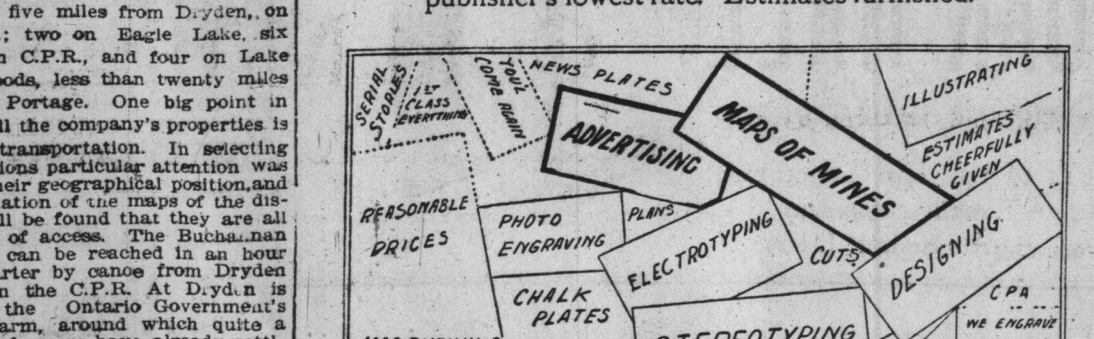 five miles from Dryden, on
; two on Eagle Lake, six
C.P.R., and four on Lake
oods, less than twenty miles
Portage. One big point in
ll the company's properties is
transportation. In selecting
ions particular attention was
heir geographical position, and
ation of the maps of the dis-
ll be found that they are all
of access. The Buchannan
can be reached in an hour
rter by canoe from Dryden
n the C.P.R. At Dryden is
the Ontario Government's
arm, around which quite a
publisher's lowest rate. Estimates furnished.
SERIAL
STORIES
1ST
CLASS
EVERYTHING
YOU'LL
COME AGAIN
NEWS PLATES
ADVERTISING
MAPS OF MINES
ILLUSTRATING
ESTIMATES
CHEERFULLY
GIVEN
REASONABLE
PRICES
PHOTO
ENGRAVING
PLANS
ELECTROTYPING
CUTS
DESIGNING
CHALK
PLATES
STEREOTYPING
CPA
WE ENGRAVE